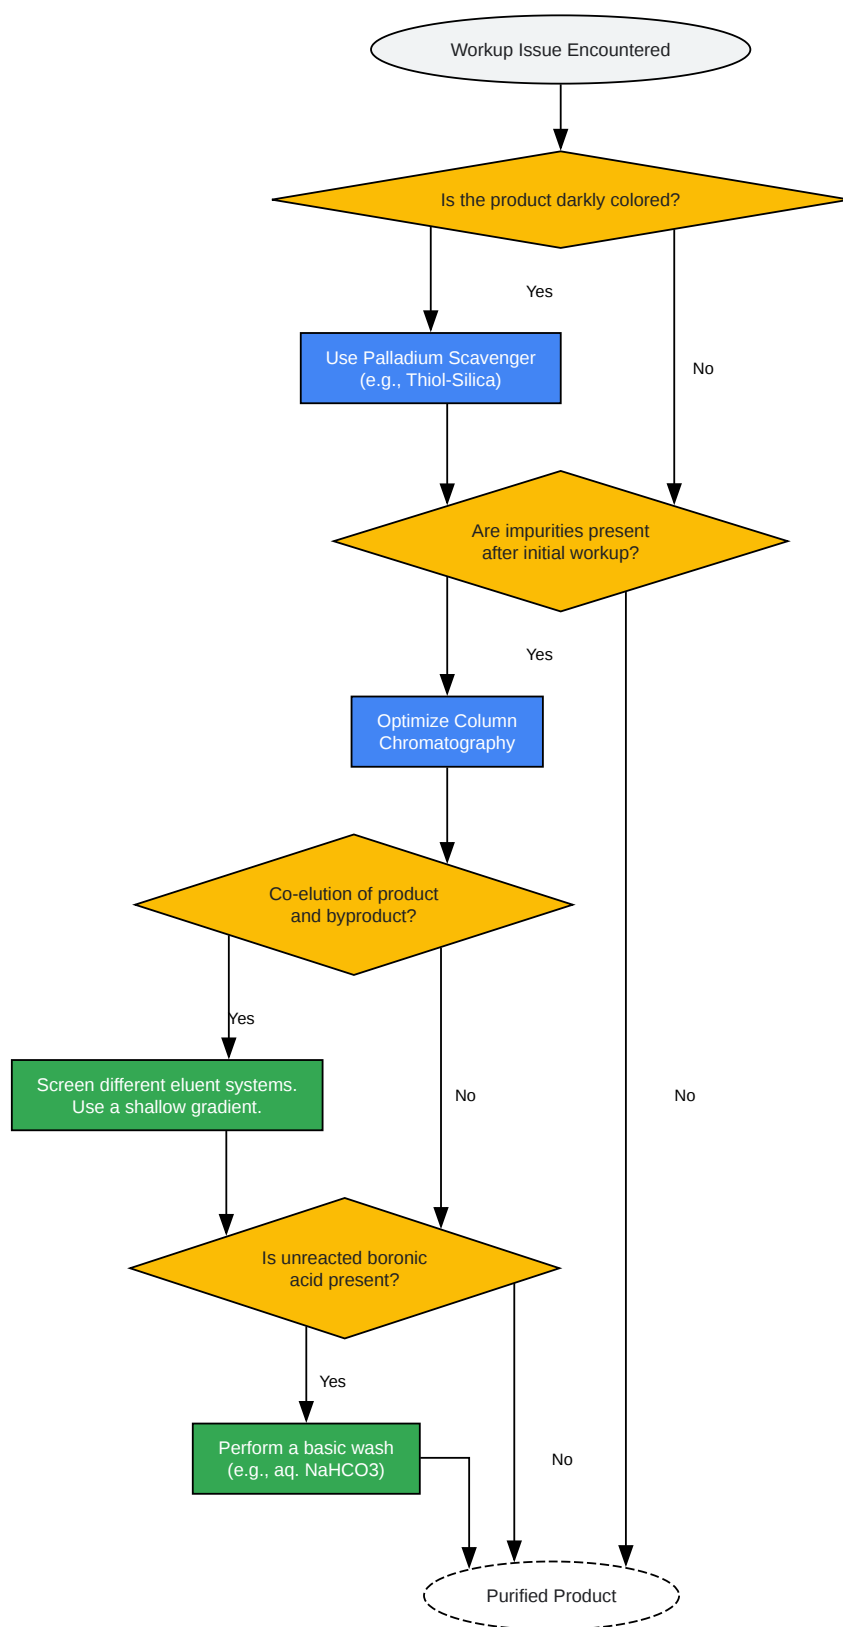 Workup Issue Encountered
Is the product darkly colored?
Yes
Use Palladium Scavenger
(e.g., Thiol-Silica)
No
Are impurities present
after initial workup?
Yes
Optimize Column
Chromatography
Co-elution of product
and byproduct?
Yes
Screen different eluent systems.
Use a shallow gradient.
No
No
Is unreacted boronic
acid present?
Yes
Perform a basic wash
(e.g., aq. NaHCO3)
No
Purified Product